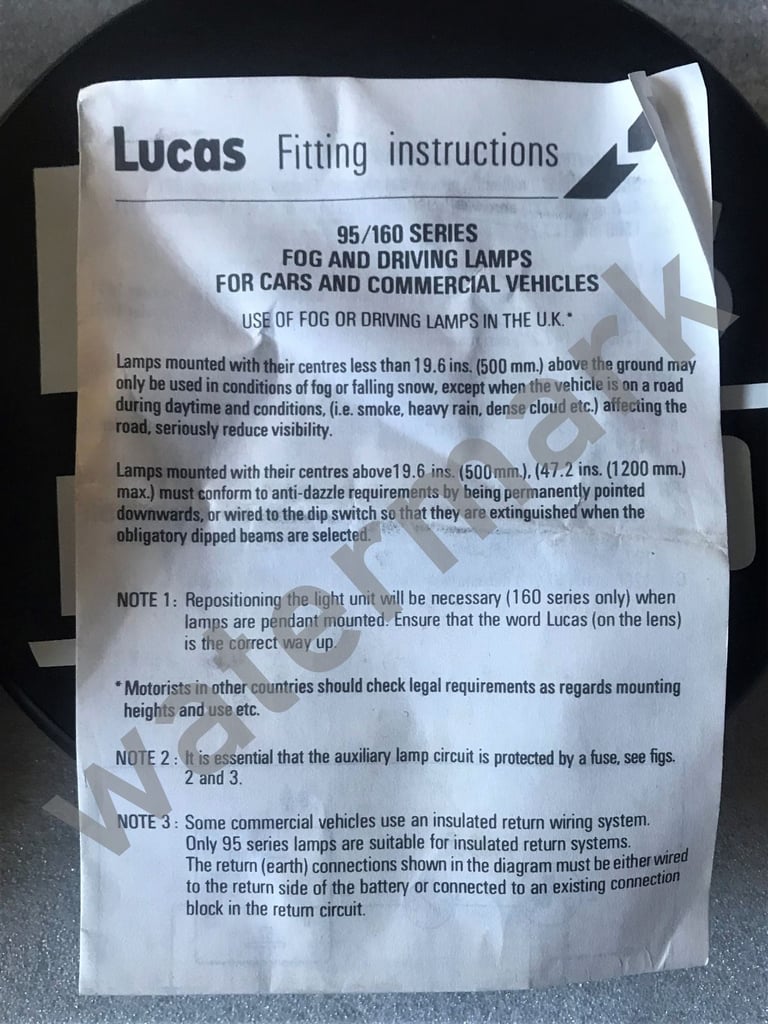 Lucas Fitting instructions
95/160 SERIES
FOG AND DRIVING LAMPS
FOR CARS AND COMMERCIAL VEHICLES
USE OF FOG OR DRIVING LAMPS IN THE U.K.*
Lamps mounted with their centres less than 19.6 ins. (500 mm.) above the ground may
only be used in conditions of fog or falling snow, except when the vehicle is on a road
during daytime and conditions, (i.e. smoke, heavy rain, dense cloud etc.) affecting the
road, seriously reduce visibility.
Lamps mounted with their centres above19.6 ins. (500mm.), (47.2 ins. (1200 mm.)
max.) must conform to anti-dazzle requirements by being permanently pointed
downwards, or wired to the dip switch so that they are extinguished when the
obligatory dipped beams are selected.
NOTE 1: Repositioning the light unit will be necessary (160 series only) when
lamps are pendant mounted. Ensure that the word Lucas (on the lens)
is the correct way up.
*Motorists in other countries should check legal requirements as regards mounting
heights and use etc.
NOTE 2: It is essential that the auxiliary lamp circuit is protected by a fuse, see figs.
2 and 3.
NOTE 3: Some commercial vehicles use an insulated return wiring system.
Only 95 series lamps are suitable for insulated return systems.
The return (earth) connections shown in the diagram must be either wired
to the return side of the battery or connected to an existing connection
block in the return circuit.
watermark